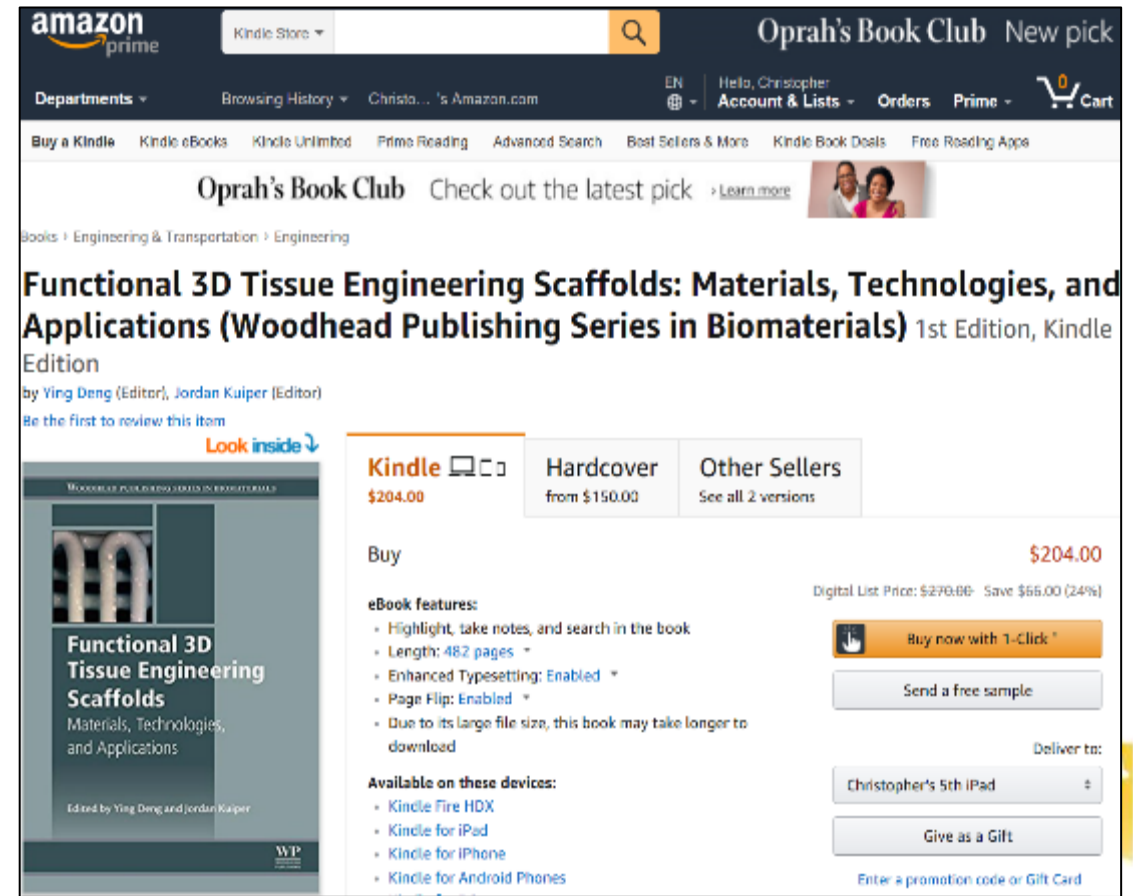 amazon
prime
Kindle Store
Oprah's Book Club New pick
Departments
Browsing History
Christo... 's Amazon.com
EN
Hello, Christopher
Account & Lists
Orders
Prime
0
Cart
Buy a Kindle Kindle eBooks Kindle Unlimited Prime Reading Advanced Search Best Sellers & More Kindle Book Deals Free Reading Apps
Oprah's Book Club Check out the latest pick › Learn more
Books › Engineering & Transportation › Engineering
Functional 3D Tissue Engineering Scaffolds: Materials, Technologies, and
Applications (Woodhead Publishing Series in Biomaterials) 1st Edition, Kindle
Edition
by Ying Deng (Editor), Jordan Kuiper (Editor)
Be the first to review this item
Look inside
WOODHEAD PUBLISHING SERIES IN BIOMATERIALS
Functional 3D
Tissue Engineering
Scaffolds
Materials, Technologies,
and Applications
Edited by Ying Deng and Jordan Kuiper
WP
Kindle
$204.00
Hardcover
from $150.00
Other Sellers
See all 2 versions
Buy
$204.00
Digital List Price: $270.00 Save $66.00 (24%)
eBook features:
• Highlight, take notes, and search in the book
• Length: 482 pages
• Enhanced Typesetting: Enabled
• Page Flip: Enabled
• Due to its large file size, this book may take longer to
download
Available on these devices:
• Kindle Fire HDX
• Kindle for iPad
• Kindle for iPhone
• Kindle for Android Phones
Buy now with 1-Click
Send a free sample
Deliver to:
Christopher's 5th iPad
Give as a Gift
Enter a promotion code or Gift Card